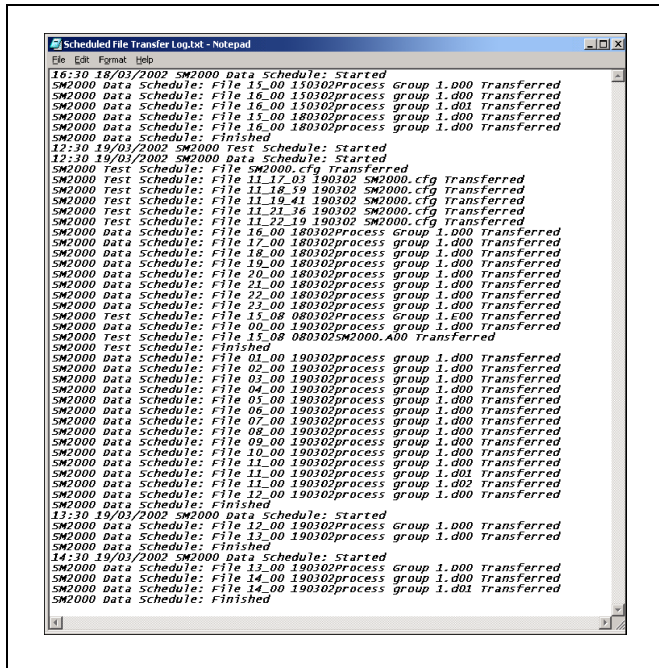 Scheduled File Transfer Log.txt - Notepad
File Edit Format Help
16:30 18/03/2002 SM2000 Data Schedule: Started
SM2000 Data Schedule: File 15_00 150302Process Group 1.D00 Transferred
SM2000 Data Schedule: File 16_00 150302process group 1.d00 Transferred
SM2000 Data Schedule: File 16_00 150302process group 1.d01 Transferred
SM2000 Data Schedule: File 15_00 180302process group 1.d00 Transferred
SM2000 Data Schedule: File 16_00 180302process group 1.d00 Transferred
SM2000 Data Schedule: Finished
12:30 19/03/2002 SM2000 Test Schedule: Started
12:30 19/03/2002 SM2000 Data Schedule: Started
SM2000 Test Schedule: File SM2000.cfg Transferred
SM2000 Test Schedule: File 11_17_03 190302 SM2000.cfg Transferred
SM2000 Test Schedule: File 11_18_59 190302 SM2000.cfg Transferred
SM2000 Test Schedule: File 11_19_41 190302 SM2000.cfg Transferred
SM2000 Test Schedule: File 11_21_36 190302 SM2000.cfg Transferred
SM2000 Test Schedule: File 11_22_19 190302 SM2000.cfg Transferred
SM2000 Data Schedule: File 16_00 180302Process Group 1.D00 Transferred
SM2000 Data Schedule: File 17_00 180302process group 1.d00 Transferred
SM2000 Data Schedule: File 18_00 180302process group 1.d00 Transferred
SM2000 Data Schedule: File 19_00 180302process group 1.d00 Transferred
SM2000 Data Schedule: File 20_00 180302process group 1.d00 Transferred
SM2000 Data Schedule: File 21_00 180302process group 1.d00 Transferred
SM2000 Data Schedule: File 22_00 180302process group 1.d00 Transferred
SM2000 Data Schedule: File 23_00 180302process group 1.d00 Transferred
SM2000 Test Schedule: File 15_08 080302Process Group 1.E00 Transferred
SM2000 Data Schedule: File 00_00 190302process group 1.d00 Transferred
SM2000 Test Schedule: File 15_08 080302SM2000.A00 Transferred
SM2000 Test Schedule: Finished
SM2000 Data Schedule: File 01_00 190302process group 1.d00 Transferred
SM2000 Data Schedule: File 02_00 190302process group 1.d00 Transferred
SM2000 Data Schedule: File 03_00 190302process group 1.d00 Transferred
SM2000 Data Schedule: File 04_00 190302process group 1.d00 Transferred
SM2000 Data Schedule: File 05_00 190302process group 1.d00 Transferred
SM2000 Data Schedule: File 06_00 190302process group 1.d00 Transferred
SM2000 Data Schedule: File 07_00 190302process group 1.d00 Transferred
SM2000 Data Schedule: File 08_00 190302process group 1.d00 Transferred
SM2000 Data Schedule: File 09_00 190302process group 1.d00 Transferred
SM2000 Data Schedule: File 10_00 190302process group 1.d00 Transferred
SM2000 Data Schedule: File 11_00 190302process group 1.d00 Transferred
SM2000 Data Schedule: File 11_00 190302process group 1.d01 Transferred
SM2000 Data Schedule: File 11_00 190302process group 1.d02 Transferred
SM2000 Data Schedule: File 12_00 190302process group 1.d00 Transferred
SM2000 Data Schedule: Finished
13:30 19/03/2002 SM2000 Data Schedule: Started
SM2000 Data Schedule: File 12_00 190302Process Group 1.D00 Transferred
SM2000 Data Schedule: File 13_00 190302process group 1.d00 Transferred
SM2000 Data Schedule: Finished
14:30 19/03/2002 SM2000 Data Schedule: Started
SM2000 Data Schedule: File 13_00 190302Process Group 1.D00 Transferred
SM2000 Data Schedule: File 14_00 190302process group 1.d00 Transferred
SM2000 Data Schedule: File 14_00 190302process group 1.d01 Transferred
SM2000 Data Schedule: Finished